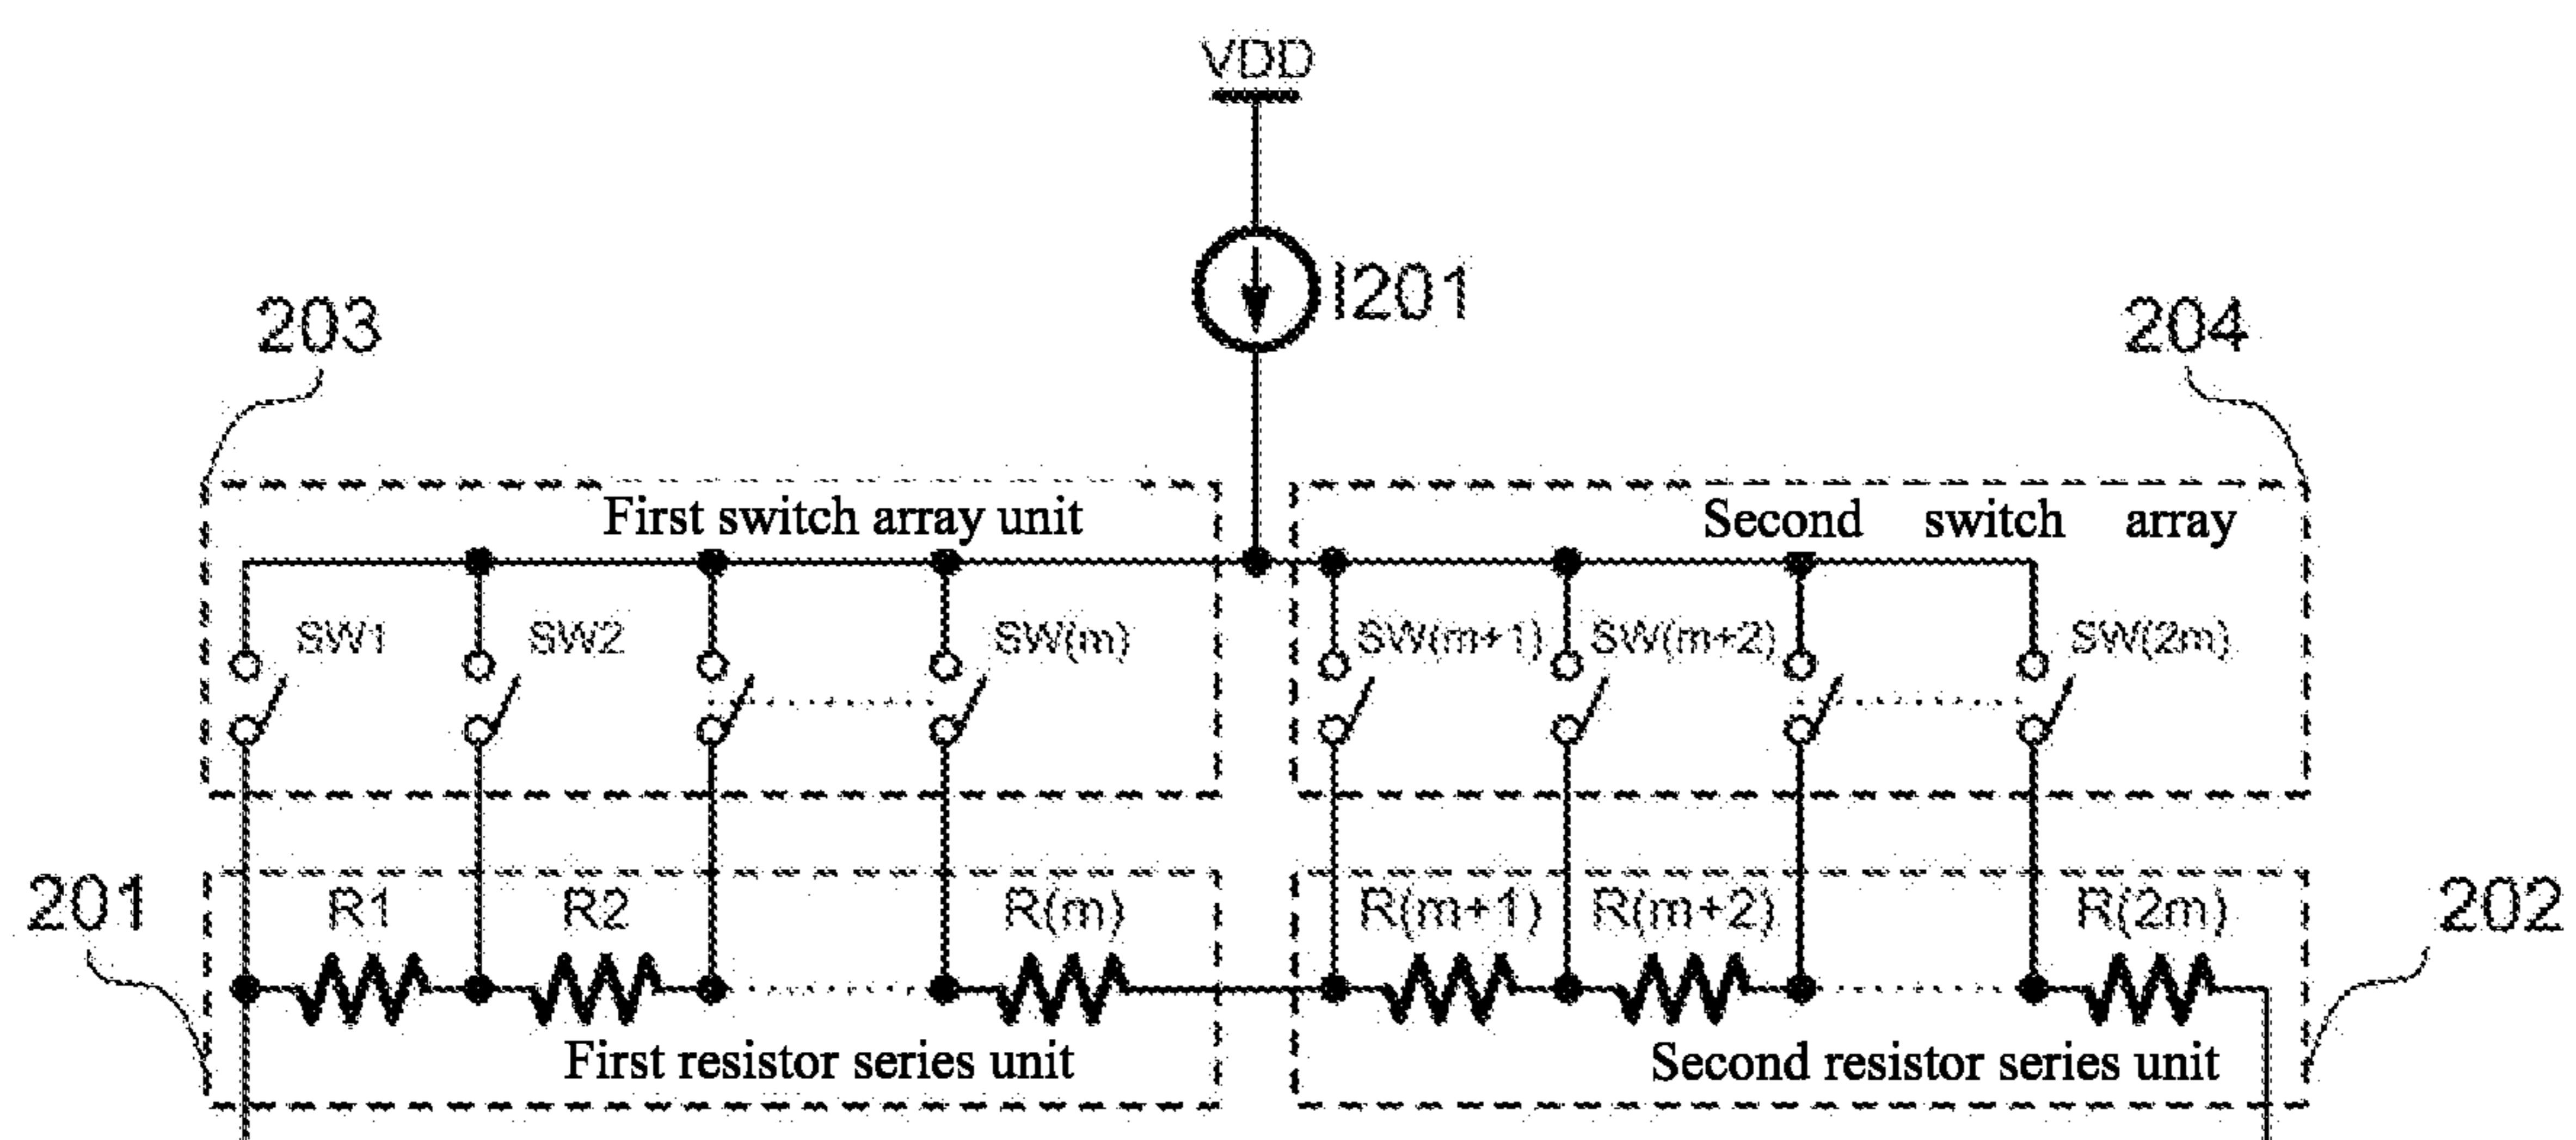 VDD
I201
203
204
First switch array unit
Second switch array
SW1 SW2 SW(m) SW(m+1) SW(m+2) SW(2m)
201
R1 R2 R(m) R(m+1) R(m+2) R(2m)
202
First resistor series unit
Second resistor series unit